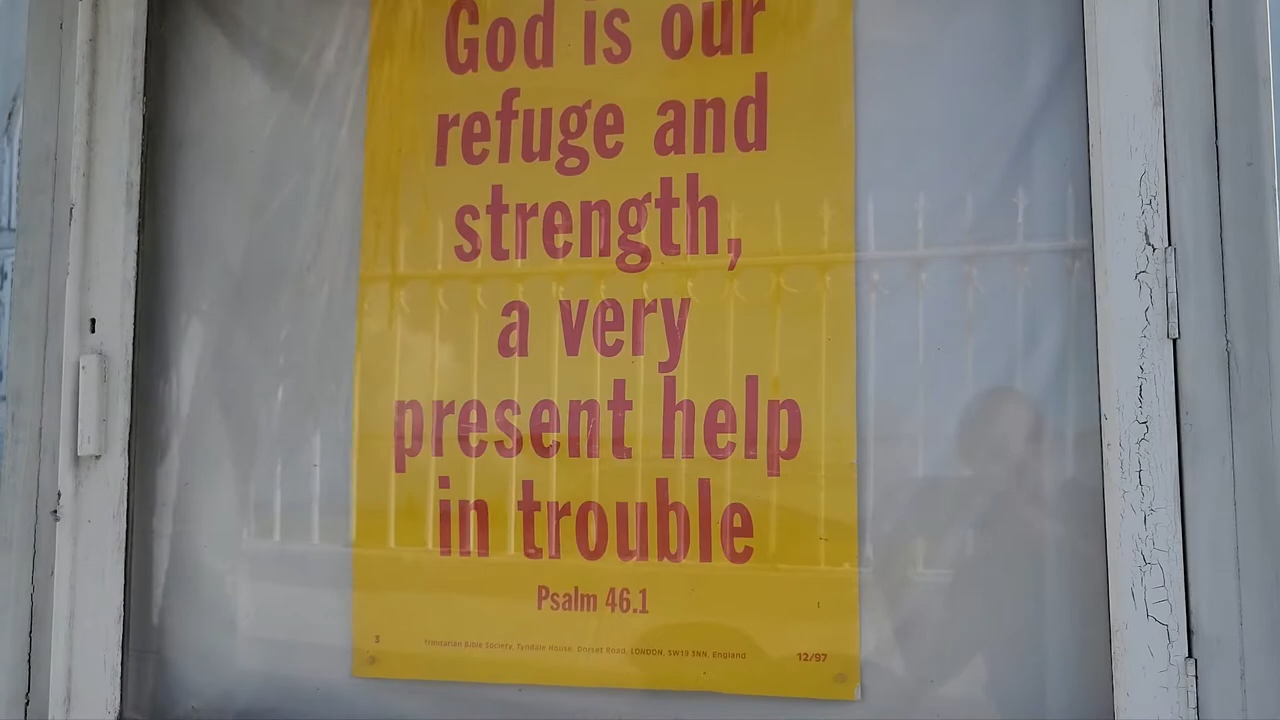 God is our
refuge and
strength,
a very
present help
in trouble
Psalm 46.1
3
Trinitarian Bible Society, Tyndale House, Dorset Road, LONDON, SW19 3NN, England
12/97